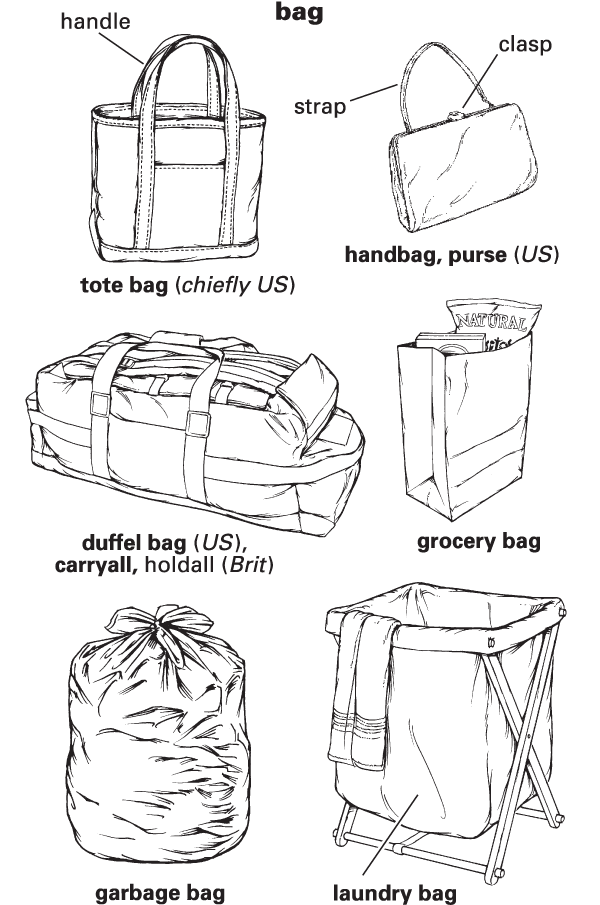 bag
handle
clasp
strap
handbag, purse (US)
tote bag (chiefly US)
NATURAL
duffel bag (US),
carryall, holdall (Brit)
grocery bag
garbage bag
laundry bag